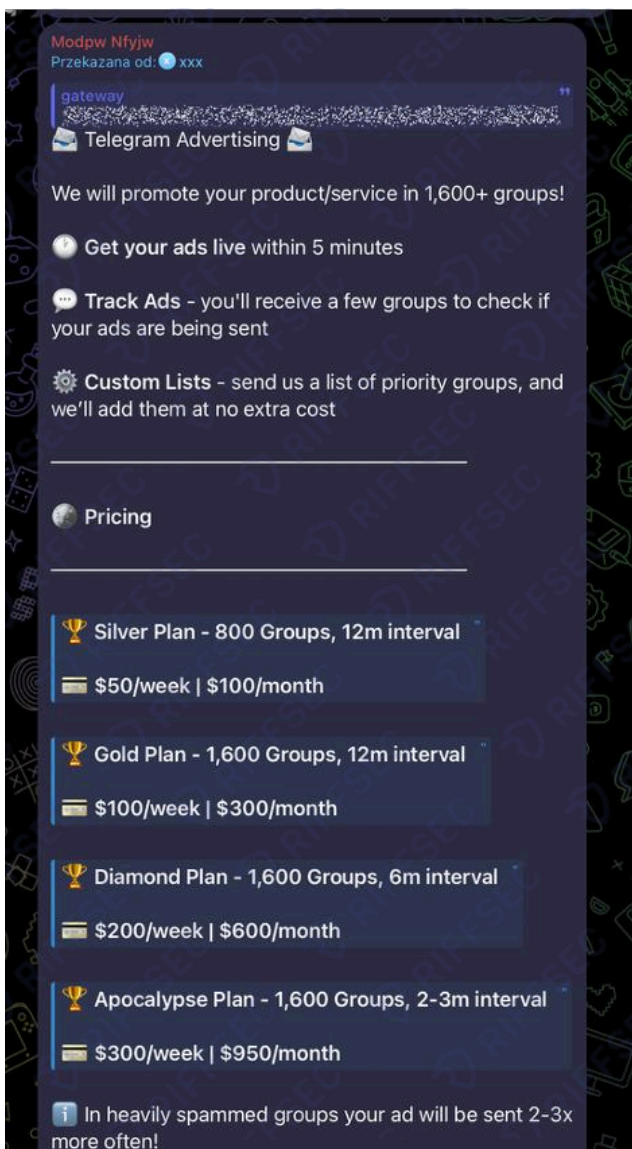 Modpw Nfyjw
Przekazana od: xxx
gateway
Telegram Advertising
We will promote your product/service in 1,600+ groups!
Get your ads live within 5 minutes
Track Ads - you'll receive a few groups to check if
your ads are being sent
Custom Lists - send us a list of priority groups, and
we'll add them at no extra cost
Pricing
Silver Plan - 800 Groups, 12m interval
$50/week | $100/month
Gold Plan - 1,600 Groups, 12m interval
$100/week | $300/month
Diamond Plan - 1,600 Groups, 6m interval
$200/week | $600/month
Apocalypse Plan - 1,600 Groups, 2-3m interval
$300/week | $950/month
In heavily spammed groups your ad will be sent 2-3x
more often!
RIFFSEC